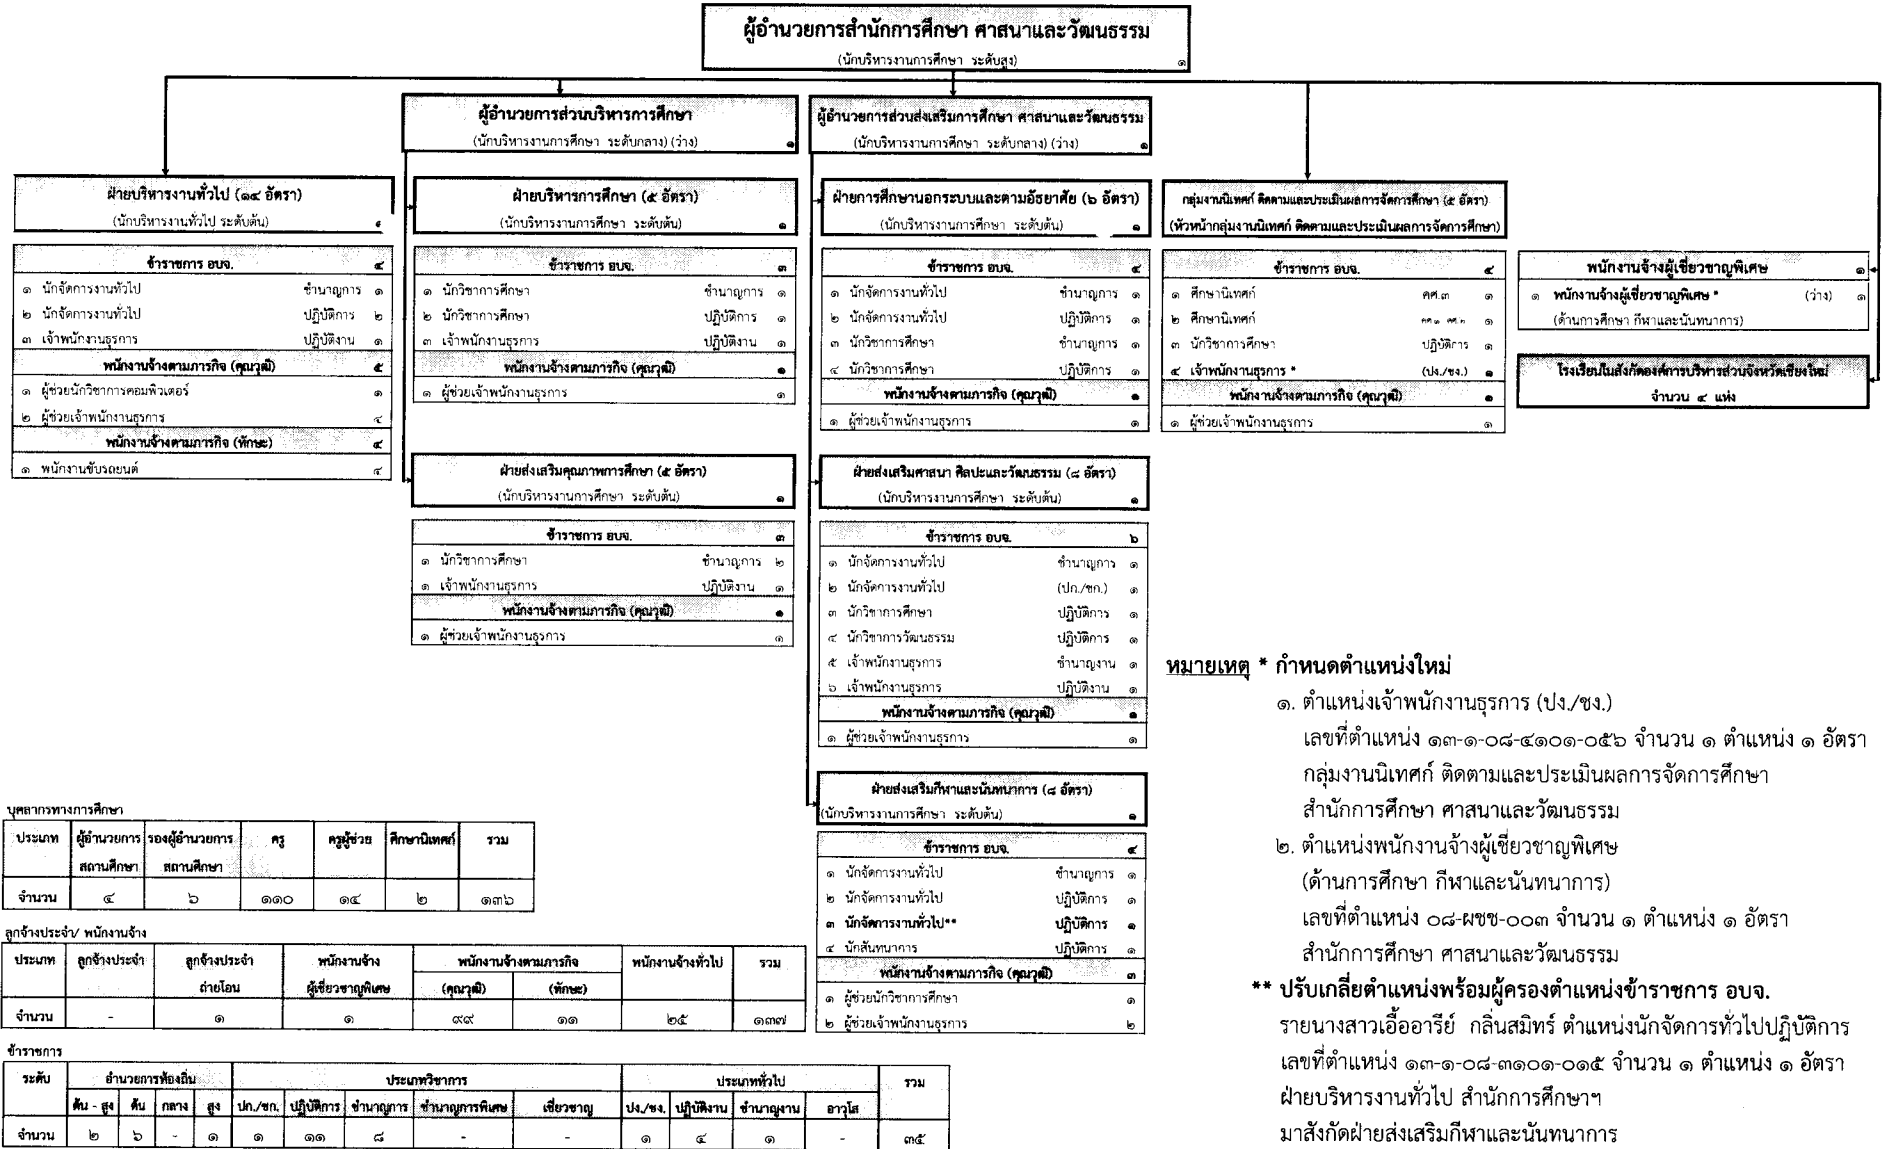 ผู้อำนวยการสำนักการศึกษา ศาสนาและวัฒนธรรม
(นักบริหารงานการศึกษา ระดับสูง) ๑
ผู้อำนวยการส่วนบริหารการศึกษา
(นักบริหารงานการศึกษา ระดับกลาง) (ว่าง) ๑
ผู้อำนวยการส่วนส่งเสริมการศึกษา ศาสนาและวัฒนธรรม
(นักบริหารงานการศึกษา ระดับกลาง) (ว่าง) ๑
ฝ่ายบริหารงานทั่วไป (๑๔ อัตรา)
(นักบริหารงานทั่วไป ระดับต้น)
ข้าราชการ อบจ. ๔
๑ นักจัดการงานทั่วไป ชำนาญการ ๑
๒ นักจัดการงานทั่วไป ปฏิบัติการ ๒
๓ เจ้าพนักงานธุรการ ปฏิบัติงาน ๑
พนักงานจ้างตามภารกิจ (คุณวุฒิ) ๕
๑ ผู้ช่วยนักวิชาการคอมพิวเตอร์ ๑
๒ ผู้ช่วยเจ้าพนักงานธุรการ ๔
พนักงานจ้างตามภารกิจ (ทักษะ) ๔
๑ พนักงานขับรถยนต์ ๔
ฝ่ายบริหารการศึกษา (๕ อัตรา)
(นักบริหารงานการศึกษา ระดับต้น) ๑
ข้าราชการ อบจ. ๓
๑ นักวิชาการศึกษา ชำนาญการ ๑
๒ นักวิชาการศึกษา ปฏิบัติการ ๑
๓ เจ้าพนักงานธุรการ ปฏิบัติงาน ๑
พนักงานจ้างตามภารกิจ (คุณวุฒิ) ๑
๑ ผู้ช่วยเจ้าพนักงานธุรการ ๑
ฝ่ายส่งเสริมคุณภาพการศึกษา (๕ อัตรา)
(นักบริหารงานการศึกษา ระดับต้น) ๑
ข้าราชการ อบจ. ๓
๑ นักวิชาการศึกษา ชำนาญการ ๒
๑ เจ้าพนักงานธุรการ ปฏิบัติงาน ๑
พนักงานจ้างตามภารกิจ (คุณวุฒิ) ๑
๑ ผู้ช่วยเจ้าพนักงานธุรการ ๑
ฝ่ายการศึกษานอกระบบและตามอัธยาศัย (๖ อัตรา)
(นักบริหารงานการศึกษา ระดับต้น) ๑
ข้าราชการ อบจ. ๔
๑ นักจัดการงานทั่วไป ชำนาญการ ๑
๒ นักจัดการงานทั่วไป ปฏิบัติการ ๑
๓ นักวิชาการศึกษา ชำนาญการ ๑
๔ นักวิชาการศึกษา ปฏิบัติการ ๑
พนักงานจ้างตามภารกิจ (คุณวุฒิ) ๑
๑ ผู้ช่วยเจ้าพนักงานธุรการ ๑
ฝ่ายส่งเสริมศาสนา ศิลปะและวัฒนธรรม (๘ อัตรา)
(นักบริหารงานการศึกษา ระดับต้น) ๑
ข้าราชการ อบจ. ๖
๑ นักจัดการงานทั่วไป ชำนาญการ ๑
๒ นักจัดการงานทั่วไป (ปก./ชก.) ๑
๓ นักวิชาการศึกษา ปฏิบัติการ ๑
๔ นักวิชาการวัฒนธรรม ปฏิบัติการ ๑
๕ เจ้าพนักงานธุรการ ชำนาญงาน ๑
๖ เจ้าพนักงานธุรการ ปฏิบัติงาน ๑
พนักงานจ้างตามภารกิจ (คุณวุฒิ) ๑
๑ ผู้ช่วยเจ้าพนักงานธุรการ ๑
ฝ่ายส่งเสริมกีฬาและนันทนาการ (๘ อัตรา)
(นักบริหารงานการศึกษา ระดับต้น) ๑
ข้าราชการ อบจ. ๔
๑ นักจัดการงานทั่วไป ชำนาญการ ๑
๒ นักจัดการงานทั่วไป ปฏิบัติการ ๑
๓ นักจัดการงานทั่วไป** ปฏิบัติการ ๑
๔ นักสันทนาการ ปฏิบัติการ ๑
พนักงานจ้างตามภารกิจ (คุณวุฒิ) ๓
๑ ผู้ช่วยนักวิชาการศึกษา ๑
๒ ผู้ช่วยเจ้าพนักงานธุรการ ๒
กลุ่มงานนิเทศก์ ติดตามและประเมินผลการจัดการศึกษา (๕ อัตรา)
(หัวหน้ากลุ่มงานนิเทศก์ ติดตามและประเมินผลการจัดการศึกษา)
ข้าราชการ อบจ. ๔
๑ ศึกษานิเทศก์ คศ.๓ ๑
๒ ศึกษานิเทศก์ ๑
๓ นักวิชาการศึกษา ปฏิบัติการ ๑
๔ เจ้าพนักงานธุรการ * (ปง./ชง.) ๑
พนักงานจ้างตามภารกิจ (คุณวุฒิ) ๑
๑ ผู้ช่วยเจ้าพนักงานธุรการ ๑
พนักงานจ้างผู้เชี่ยวชาญพิเศษ ๑
๑ พนักงานจ้างผู้เชี่ยวชาญพิเศษ * (ว่าง) ๑
(ด้านการศึกษา กีฬาและนันทนาการ)
โรงเรียนในสังกัดองค์การบริหารส่วนจังหวัดเชียงใหม่
จำนวน ๔ แห่ง
หมายเหตุ * กำหนดตำแหน่งใหม่
๑. ตำแหน่งเจ้าพนักงานธุรการ (ปง./ชง.)
เลขที่ตำแหน่ง ๑๓-๑-๐๘-๔๑๐๑-๐๕๖ จำนวน ๑ ตำแหน่ง ๑ อัตรา
กลุ่มงานนิเทศก์ ติดตามและประเมินผลการจัดการศึกษา
สำนักการศึกษา ศาสนาและวัฒนธรรม
๒. ตำแหน่งพนักงานจ้างผู้เชี่ยวชาญพิเศษ
(ด้านการศึกษา กีฬาและนันทนาการ)
เลขที่ตำแหน่ง ๐๘-ผชช-๐๐๓ จำนวน ๑ ตำแหน่ง ๑ อัตรา
สำนักการศึกษา ศาสนาและวัฒนธรรม
** ปรับเกลี่ยตำแหน่งพร้อมผู้ครองตำแหน่งข้าราชการ อบจ.
รายนางสาวเอื้ออารีย์ กลิ่นสมิทร์ ตำแหน่งนักจัดการทั่วไปปฏิบัติการ
เลขที่ตำแหน่ง ๑๓-๑-๐๘-๓๑๐๑-๐๑๕ จำนวน ๑ ตำแหน่ง ๑ อัตรา
ฝ่ายบริหารงานทั่วไป สำนักการศึกษาฯ
มาสังกัดฝ่ายส่งเสริมกีฬาและนันทนาการ
บุคลากรทางการศึกษา
ประเภท ผู้อำนวยการ รองผู้อำนวยการ ครู ครูผู้ช่วย ศึกษานิเทศก์ รวม
สถานศึกษา สถานศึกษา
จำนวน ๔ ๖ ๑๑๐ ๑๔ ๒ ๑๓๖
ลูกจ้างประจำ/ พนักงานจ้าง
ประเภท ลูกจ้างประจำ ลูกจ้างประจำ พนักงานจ้าง พนักงานจ้างตามภารกิจ พนักงานจ้างทั่วไป รวม
ถ่ายโอน ผู้เชี่ยวชาญพิเศษ (คุณวุฒิ) (ทักษะ)
จำนวน - ๑ ๑ ๙๙ ๑๑ ๒๕ ๑๓๗
ข้าราชการ
ระดับ อำนวยการท้องถิ่น ประเภทวิชาการ ประเภททั่วไป รวม
ต้น - สูง ต้น กลาง สูง ปก./ชก. ปฏิบัติการ ชำนาญการ ชำนาญการพิเศษ เชี่ยวชาญ ปง./ชง. ปฏิบัติงาน ชำนาญงาน อาวุโส
จำนวน ๒ ๖ - ๑ ๑ ๑๑ ๘ - - ๑ ๔ ๑ - ๓๕